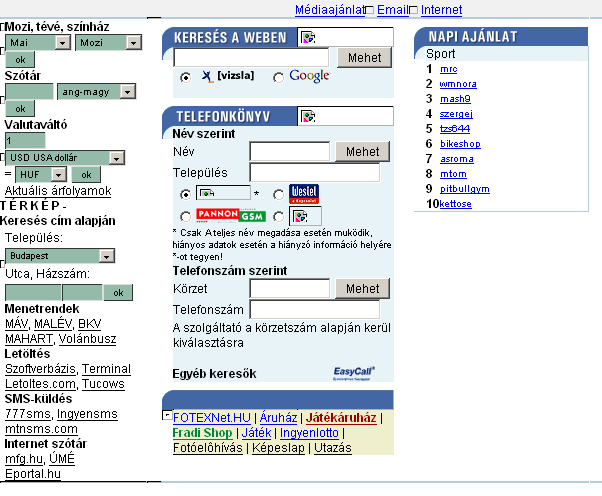 Médiaajánlat Email Internet
Mozi, tévé, színház
Mai Mozi
ok
Szótár
ang-magy
ok
Valutaváltó
1
USD USA dollár
= HUF ok
Aktuális árfolyamok
TÉRKÉP -
Keresés cím alapján
Település:
Budapest
Utca, Házszám:
ok
Menetrendek
MÁV, MALÉV, BKV
MAHART, Volánbusz
Letöltés
Szoftverbázis, Terminal
Letoltes.com, Tucows
SMS-küldés
777sms, Ingyensms
mtnsms.com
Internet szótár
mfg.hu, ÚMÉ
Eportal.hu
KERESÉS A WEBEN
Mehet
[vizsla] Google
TELEFONKÖNYV
Név szerint
Név Mehet
Település
* Westel
a kapcsolat
PANNON GSM
* Csak A teljes név megadása esetén muködik,
hiányos adatok esetén a hiányzó információ helyére
*-ot tegyen!
Telefonszám szerint
Körzet Mehet
Telefonszám
A szolgáltató a körzetszám alapján kerül
kiválasztásra
Egyéb keresők EasyCall
FOTEXNet.HU | Áruház | Játékáruház |
Fradi Shop | Játék | Ingyenlotto |
Fotóelôhívás | Képeslap | Utazás
NAPI AJÁNLAT
Sport
1 mrc
2 wmnora
3 mash9
4 szergej
5 tzs644
6 bikeshop
7 asroma
8 mtom
9 pitbullgym
10 kettose